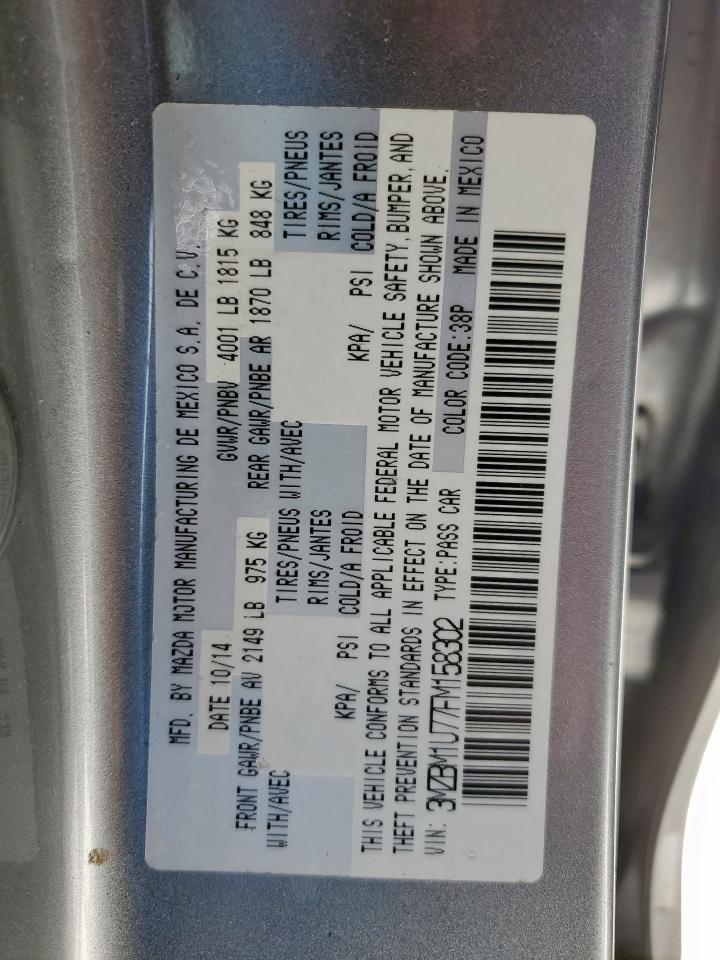 MFD. BY MAZDA MOTOR MANUFACTURING DE MEXICO S.A. DE C.V.
DATE 10/14 GVWR/PNBV 4001 LB 1815 KG
FRONT GAWR/PNBE AV 2149 LB 975 KG REAR GAWR/PNBE AR 1870 LB 848 KG
WITH/AVEC TIRES/PNEUS WITH/AVEC TIRES/PNEUS
RIMS/JANTES RIMS/JANTES
KPA/ PSI COLD/A FROID KPA/ PSI COLD/A FROID
THIS VEHICLE CONFORMS TO ALL APPLICABLE FEDERAL MOTOR VEHICLE SAFETY, BUMPER, AND
THEFT PREVENTION STANDARDS IN EFFECT ON THE DATE OF MANUFACTURE SHOWN ABOVE.
VIN: 3MZBM1U77FM158302 TYPE:PASS CAR COLOR CODE:38P MADE IN MEXICO